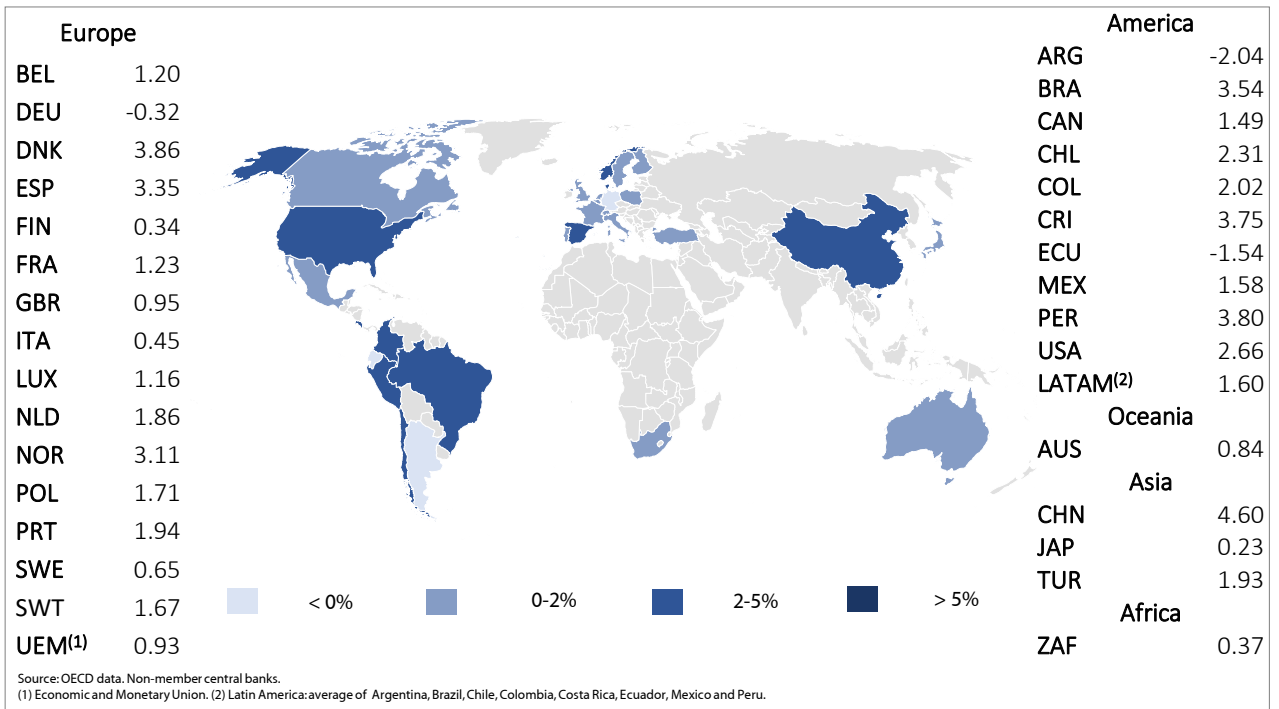 Europe
BEL 1.20
DEU -0.32
DNK 3.86
ESP 3.35
FIN 0.34
FRA 1.23
GBR 0.95
ITA 0.45
LUX 1.16
NLD 1.86
NOR 3.11
POL 1.71
PRT 1.94
SWE 0.65
SWT 1.67
UEM(1) 0.93
America
ARG -2.04
BRA 3.54
CAN 1.49
CHL 2.31
COL 2.02
CRI 3.75
ECU -1.54
MEX 1.58
PER 3.80
USA 2.66
LATAM(2) 1.60
Oceania
AUS 0.84
Asia
CHN 4.60
JAP 0.23
TUR 1.93
Africa
ZAF 0.37
< 0% 0-2% 2-5% > 5%
Source: OECD data. Non-member central banks.
(1) Economic and Monetary Union. (2) Latin America: average of Argentina, Brazil, Chile, Colombia, Costa Rica, Ecuador, Mexico and Peru.